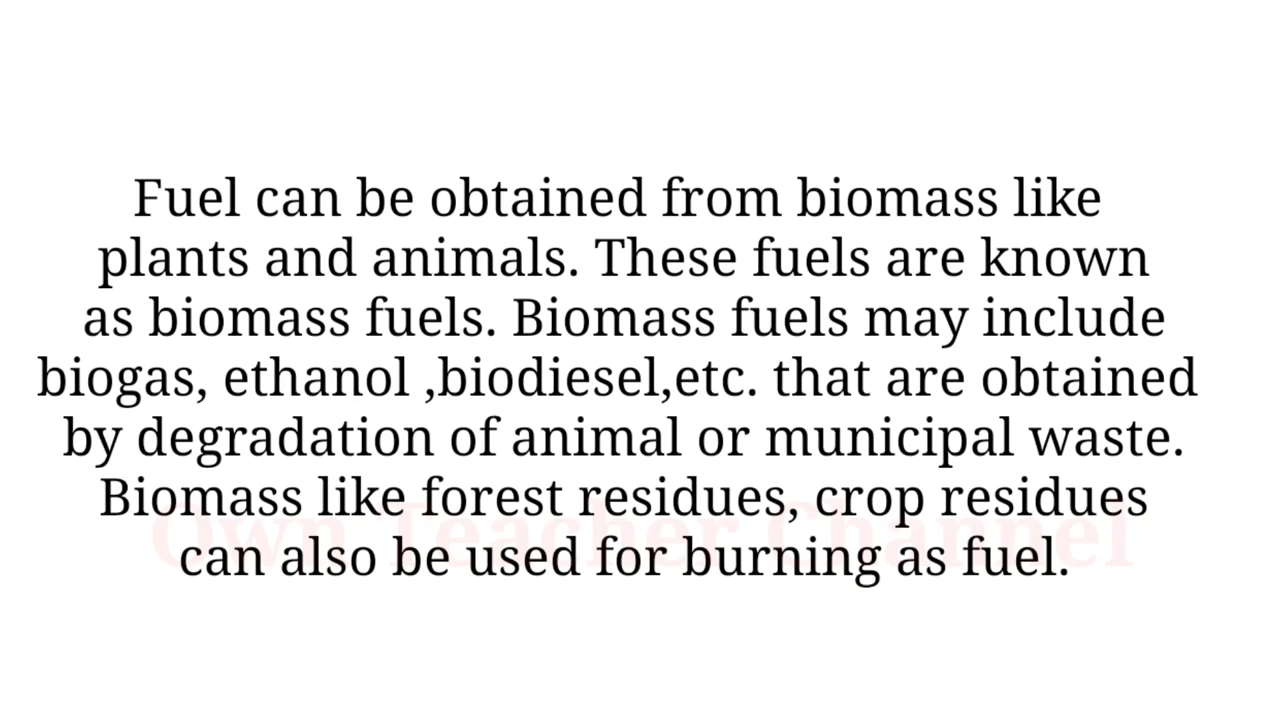 Fuel can be obtained from biomass like
plants and animals. These fuels are known
as biomass fuels. Biomass fuels may include
biogas, ethanol ,biodiesel,etc. that are obtained
by degradation of animal or municipal waste.
Biomass like forest residues, crop residues
Own Teacher Channel
can also be used for burning as fuel.